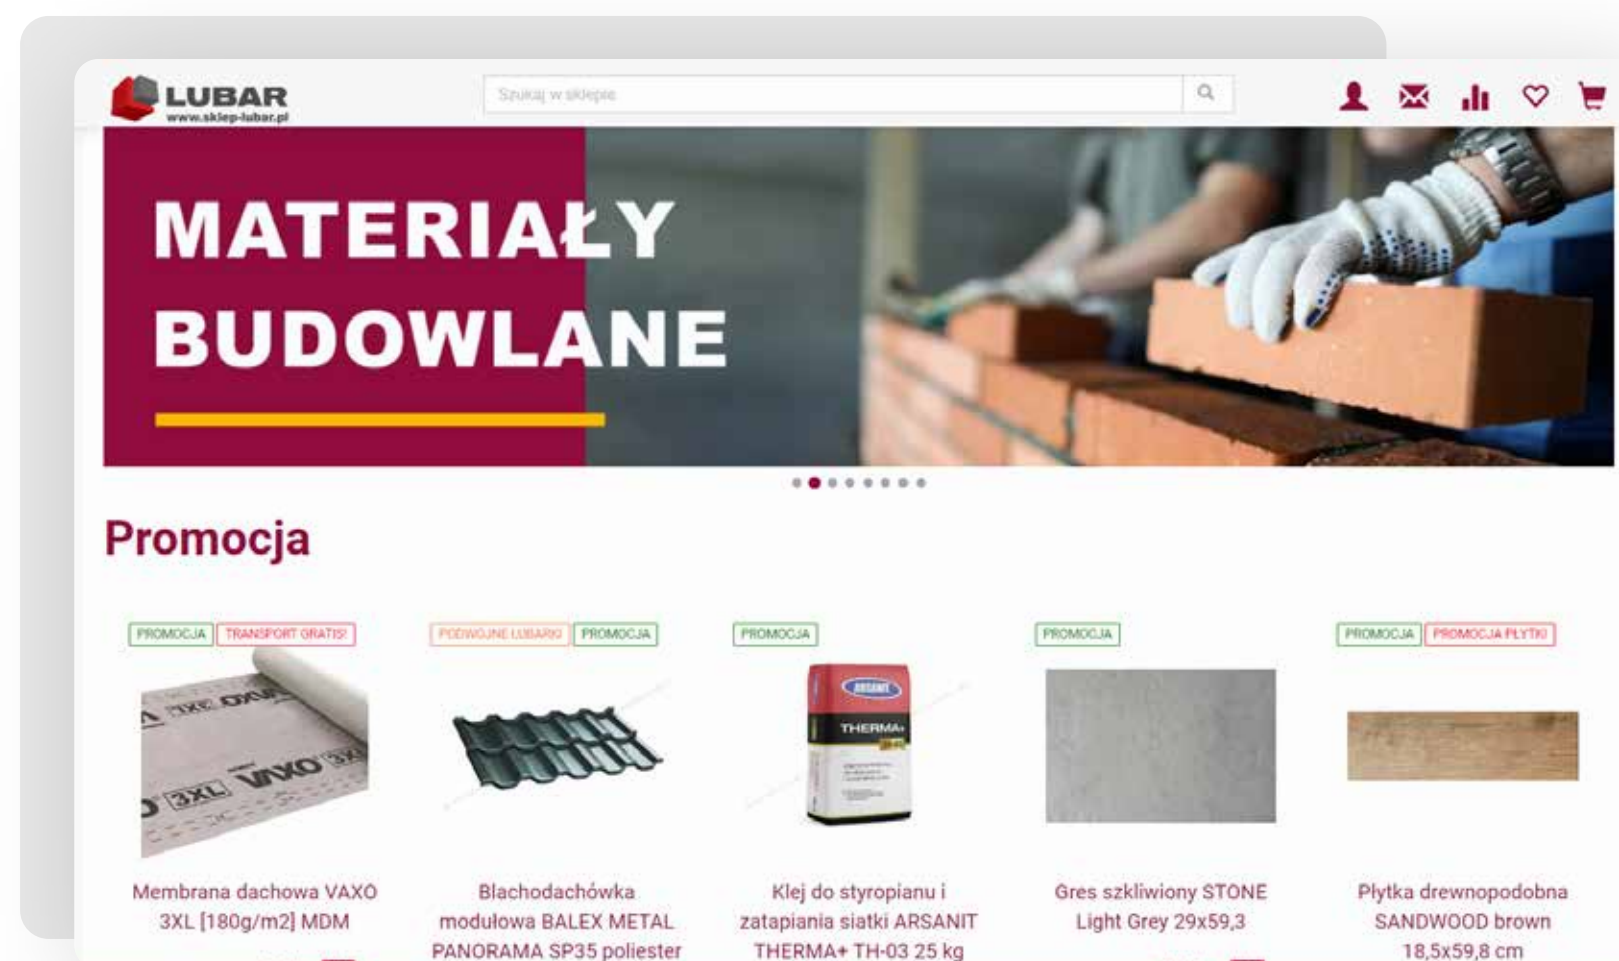 LUBAR
www.sklep-lubar.pl
Szukaj w sklepie
MATERIAŁY
BUDOWLANE
Promocja
PROMOCJA
TRANSPORT GRATIS!
PODWÓJNE LUBARKI
PROMOCJA
PROMOCJA
PROMOCJA
PROMOCJA
PROMOCJA PŁYTKI
3XL
VAXO
3XL
ARSANIT
THERMA+
Membrana dachowa VAXO
3XL [180g/m2] MDM
Blachodachówka
modułowa BALEX METAL
PANORAMA SP35 poliester
Klej do styropianu i
zatapiania siatki ARSANIT
THERMA+ TH-03 25 kg
Gres szkliwiony STONE
Light Grey 29x59,3
Płytka drewnopodobna
SANDWOOD brown
18,5x59,8 cm